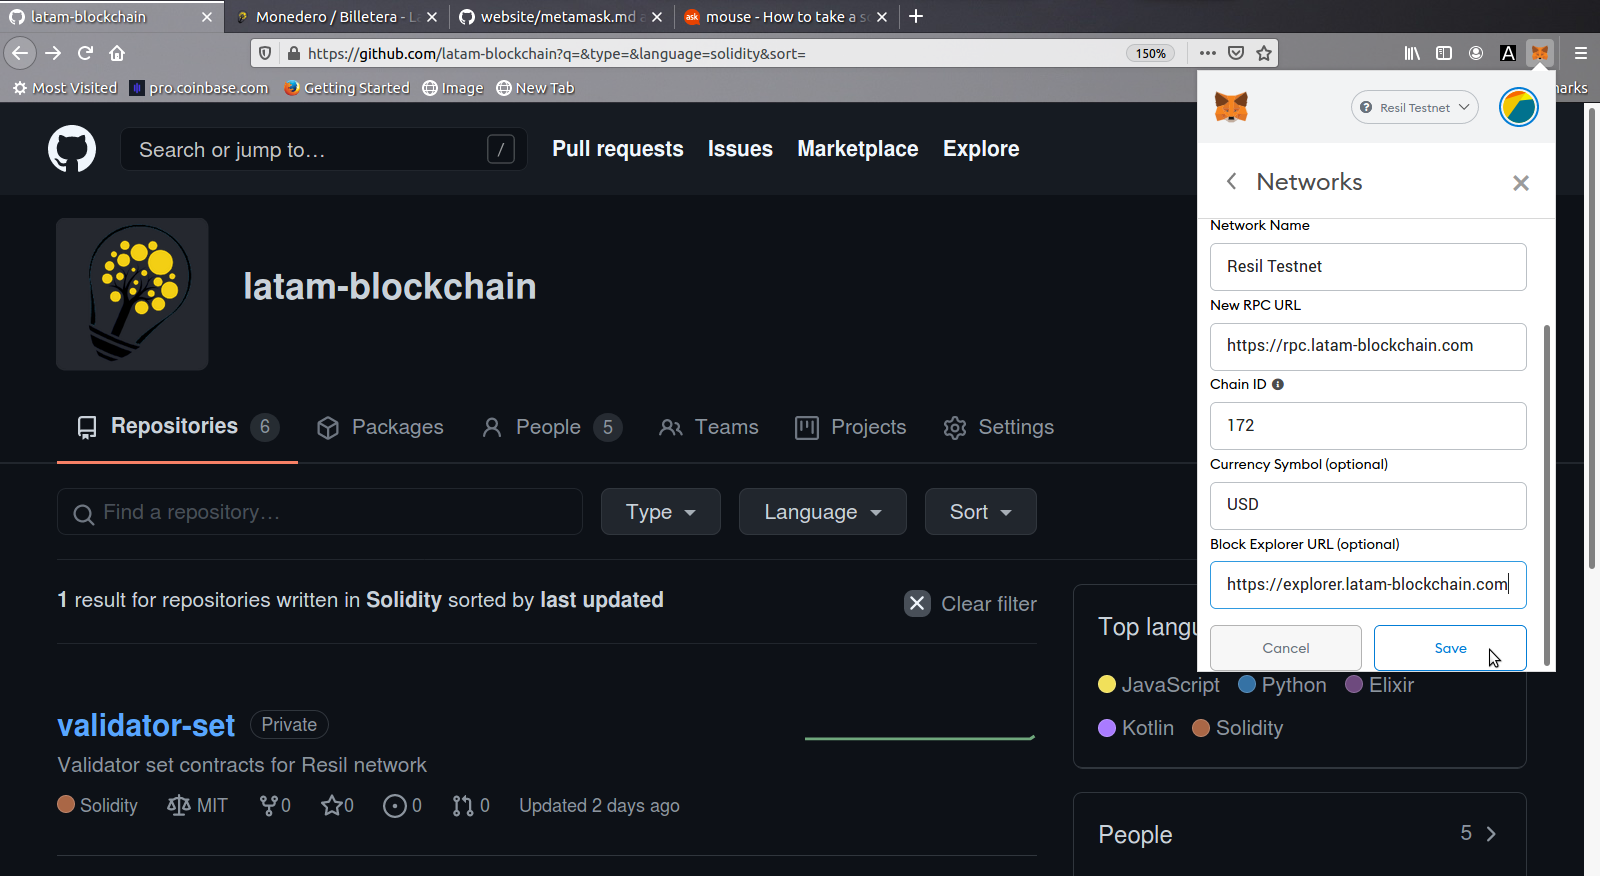 latam-blockchain
Monedero / Billetera - L
website/metamask.md
mouse - How to take a s
https://github.com/latam-blockchain?q=&type=&language=solidity&sort=
150%
Most Visited
pro.coinbase.com
Getting Started
Image
New Tab
Search or jump to…
/
Pull requests
Issues
Marketplace
Explore
latam-blockchain
Repositories 6
Packages
People 5
Teams
Projects
Settings
Find a repository…
Type
Language
Sort
1 result for repositories written in Solidity sorted by last updated
Clear filter
validator-set
Private
Validator set contracts for Resil network
Solidity
MIT
0
0
0
0
Updated 2 days ago
Top langu
JavaScript
Python
Elixir
Kotlin
Solidity
People
5
Resil Testnet
Networks
Network Name
Resil Testnet
New RPC URL
https://rpc.latam-blockchain.com
Chain ID
172
Currency Symbol (optional)
USD
Block Explorer URL (optional)
https://explorer.latam-blockchain.com
Cancel
Save